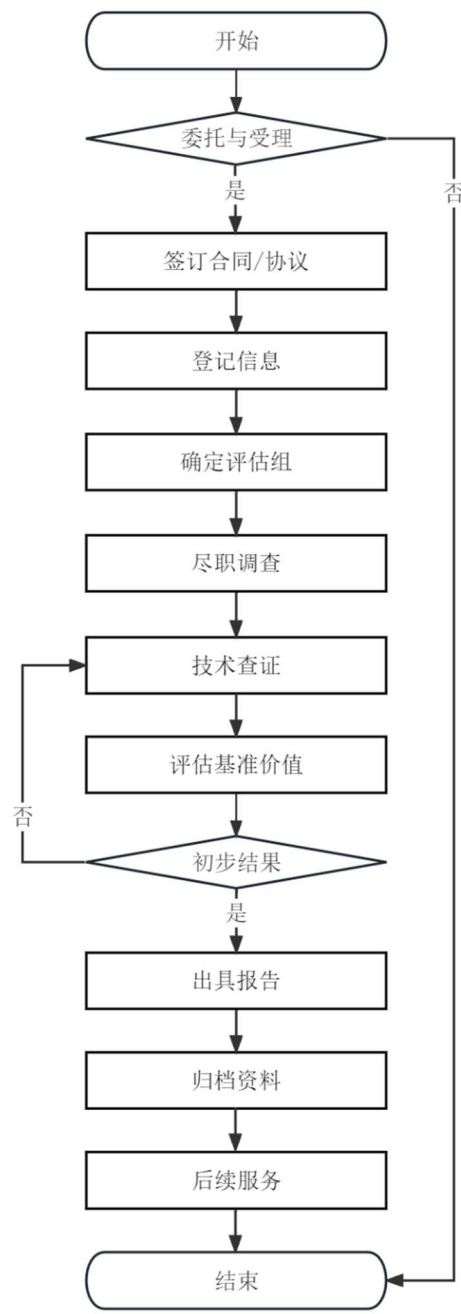 开始
委托与受理
是
否
签订合同/协议
登记信息
确定评估组
尽职调查
技术查证
评估基准价值
否
初步结果
是
出具报告
归档资料
后续服务
结束